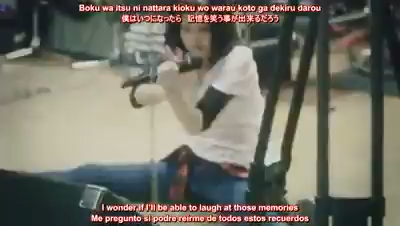 Boku wa itsu ni nattara kioku wo warau koto ga dekiru darou
僕はいつになったら　記憶を笑う事が出来るだろう
I wonder if I'll be able to laugh at those memories
Me pregunto si podre reirme de todos estos recuerdos